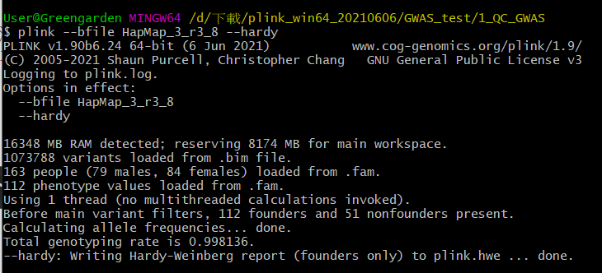 User@Greengarden MINGW64 /d/下載/plink_win64_20210606/GWAS_test/1_QC_GWAS
$ plink --bfile HapMap_3_r3_8 --hardy
PLINK v1.90b6.24 64-bit (6 Jun 2021)           www.cog-genomics.org/plink/1.9/
(C) 2005-2021 Shaun Purcell, Christopher Chang   GNU General Public License v3
Logging to plink.log.
Options in effect:
  --bfile HapMap_3_r3_8
  --hardy

16348 MB RAM detected; reserving 8174 MB for main workspace.
1073788 variants loaded from .bim file.
163 people (79 males, 84 females) loaded from .fam.
112 phenotype values loaded from .fam.
Using 1 thread (no multithreaded calculations invoked).
Before main variant filters, 112 founders and 51 nonfounders present.
Calculating allele frequencies... done.
Total genotyping rate is 0.998136.
--hardy: Writing Hardy-Weinberg report (founders only) to plink.hwe ... done.